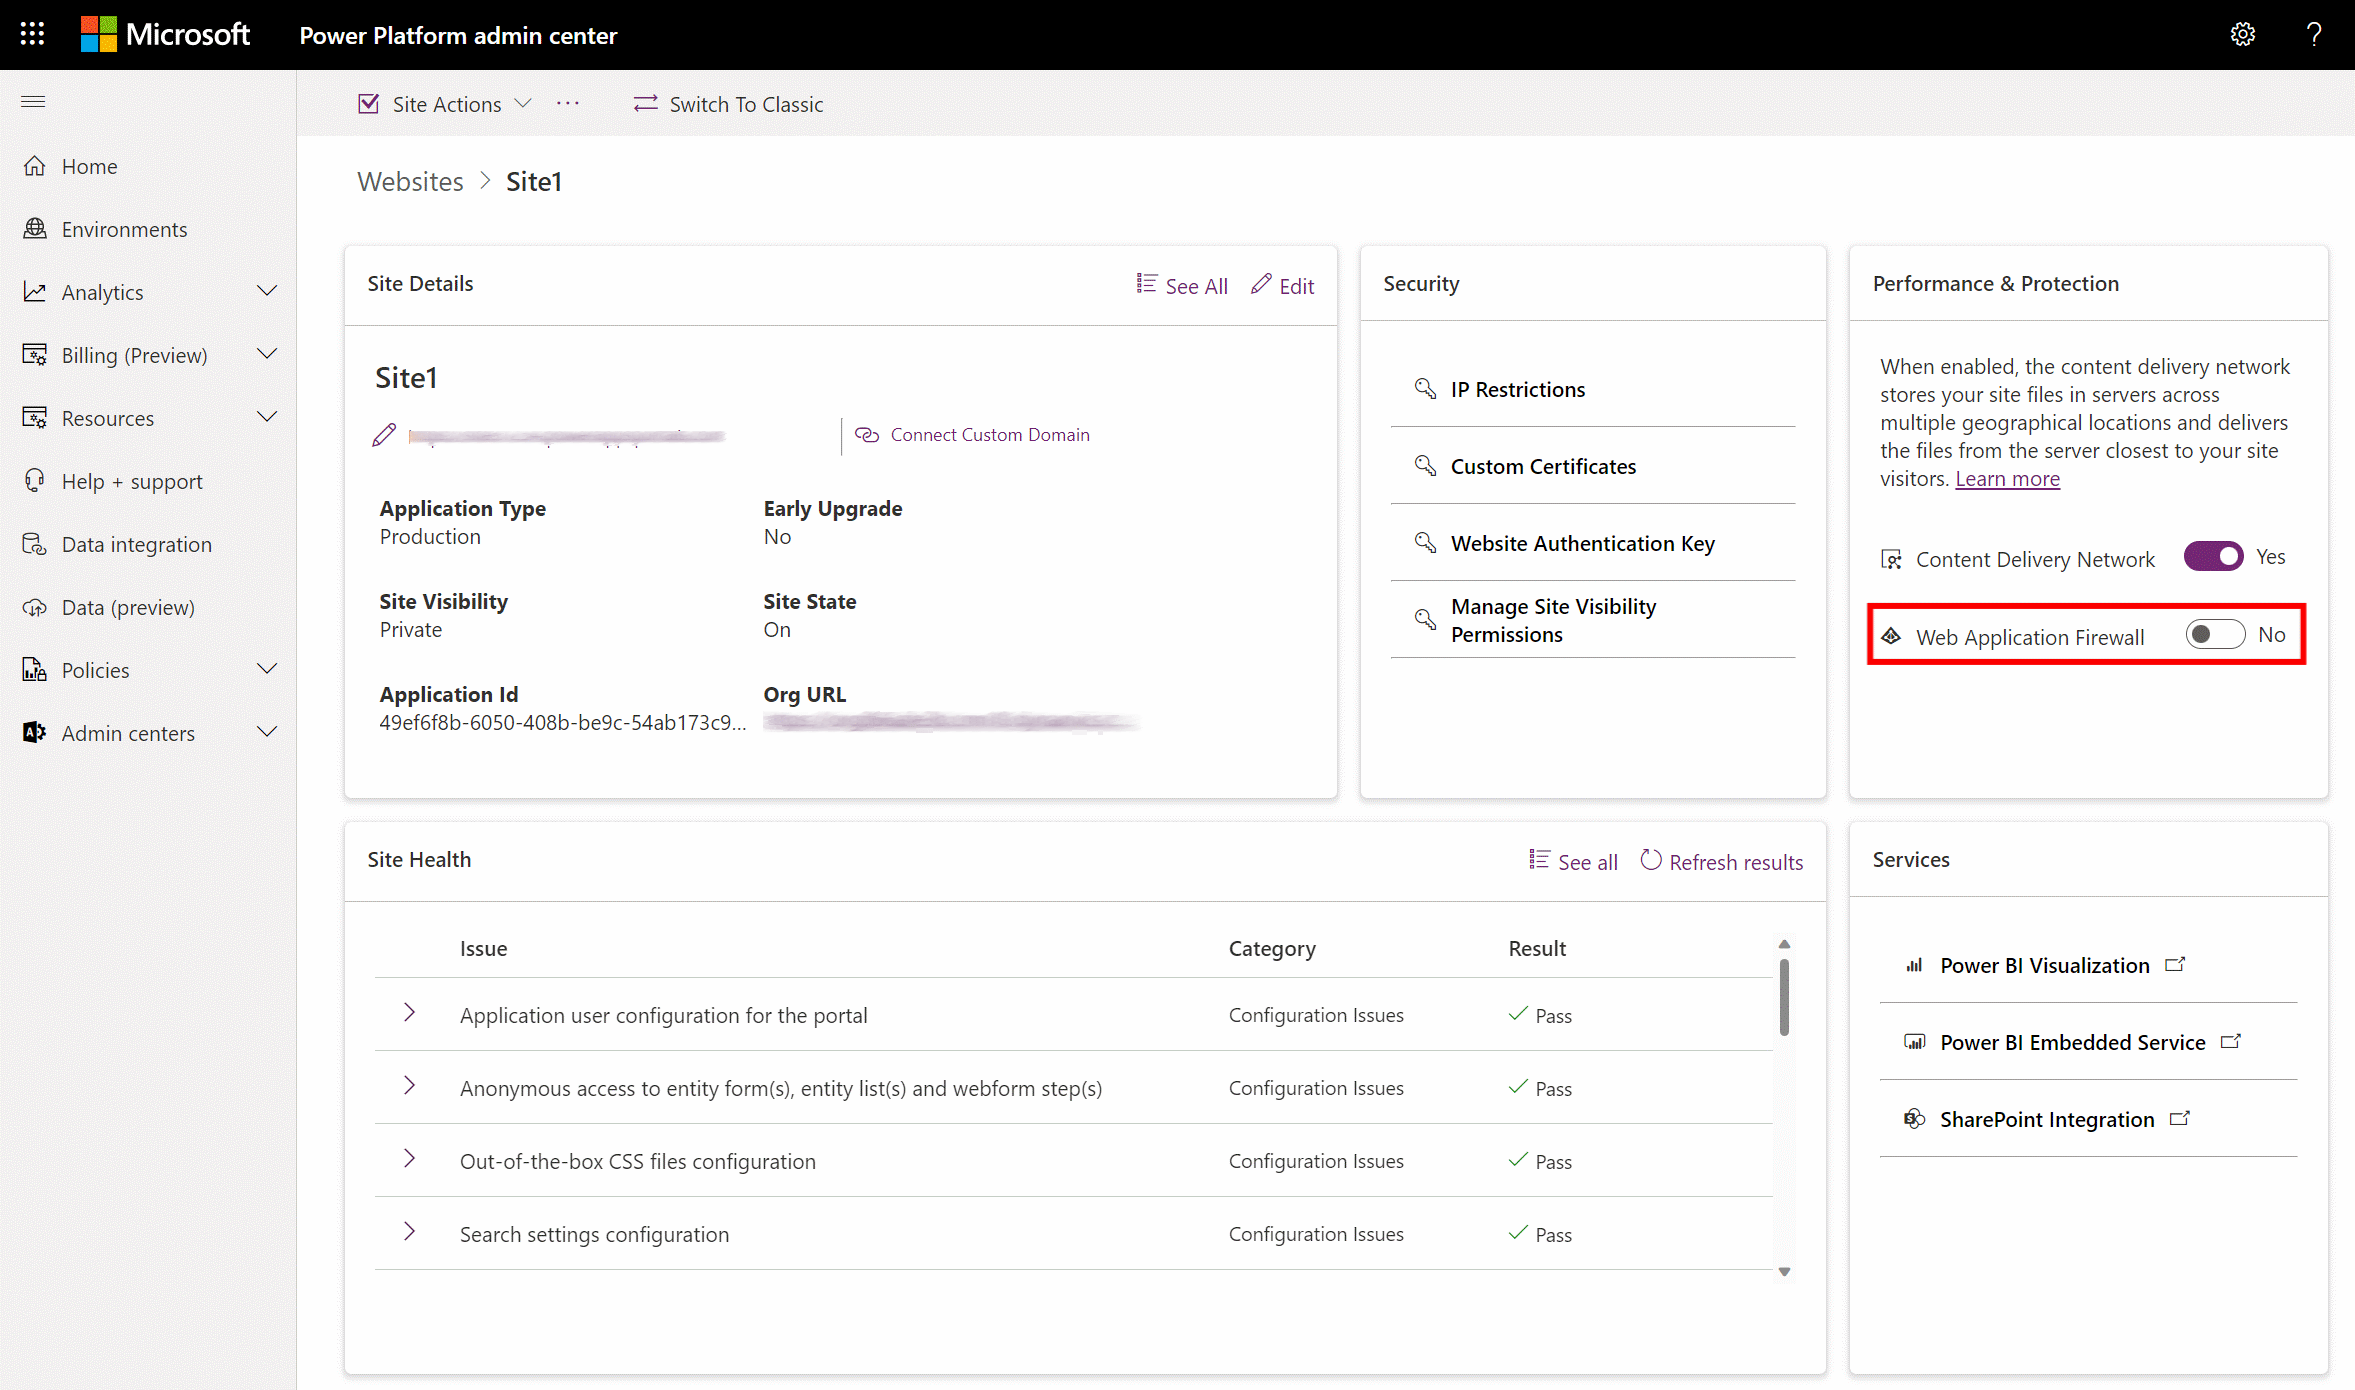 Microsoft
Power Platform admin center
?
Site Actions
Switch To Classic
Home
Environments
Analytics
Billing (Preview)
Resources
Help + support
Data integration
Data (preview)
Policies
Admin centers
Websites > Site1
Site Details
See All
Edit
Site1
Connect Custom Domain
Application Type
Production
Early Upgrade
No
Site Visibility
Private
Site State
On
Application Id
49ef6f8b-6050-408b-be9c-54ab173c9...
Org URL
Security
IP Restrictions
Custom Certificates
Website Authentication Key
Manage Site Visibility
Permissions
Performance & Protection
When enabled, the content delivery network
stores your site files in servers across
multiple geographical locations and delivers
the files from the server closest to your site
visitors. Learn more
Content Delivery Network Yes
Web Application Firewall No
Site Health
See all
Refresh results
Issue Category Result
Application user configuration for the portal Configuration Issues Pass
Anonymous access to entity form(s), entity list(s) and webform step(s) Configuration Issues Pass
Out-of-the-box CSS files configuration Configuration Issues Pass
Search settings configuration Configuration Issues Pass
Services
Power BI Visualization
Power BI Embedded Service
SharePoint Integration